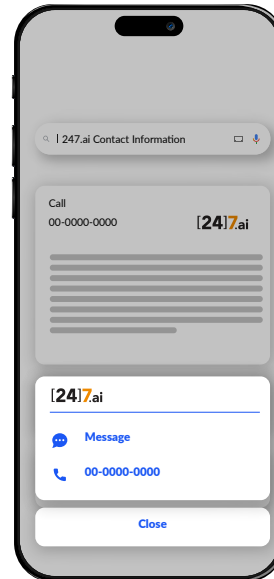 247.ai Contact Information
Call
00-0000-0000
[24]7.ai
[24]7.ai
Message
00-0000-0000
Close